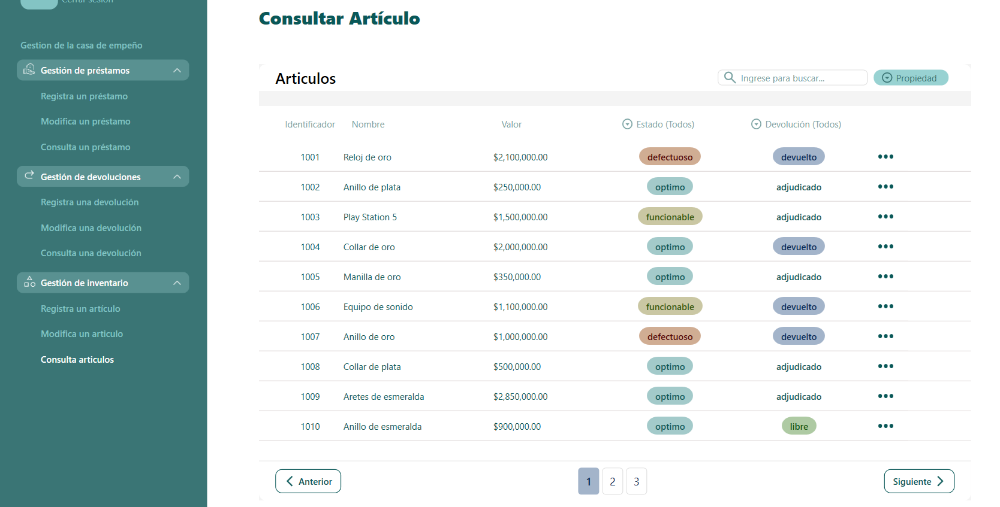 Cerrar sesión
Gestion de la casa de empeño
Gestión de préstamos
Registra un préstamo
Modifica un préstamo
Consulta un préstamo
Gestión de devoluciones
Registra una devolución
Modifica una devolución
Consulta una devolución
Gestión de inventario
Registra un artículo
Modifica un articulo
Consulta articulos
Consultar Artículo
Articulos
Ingrese para buscar... Propiedad
Identificador Nombre Valor Estado (Todos) Devolución (Todos)
1001 Reloj de oro $2,100,000.00 defectuoso devuelto
1002 Anillo de plata $250,000.00 optimo adjudicado
1003 Play Station 5 $1,500,000.00 funcionable adjudicado
1004 Collar de oro $2,000,000.00 optimo devuelto
1005 Manilla de oro $350,000.00 optimo adjudicado
1006 Equipo de sonido $1,100,000.00 funcionable devuelto
1007 Anillo de oro $1,000,000.00 defectuoso devuelto
1008 Collar de plata $500,000.00 optimo adjudicado
1009 Aretes de esmeralda $2,850,000.00 optimo adjudicado
1010 Anillo de esmeralda $900,000.00 optimo libre
Anterior 1 2 3 Siguiente